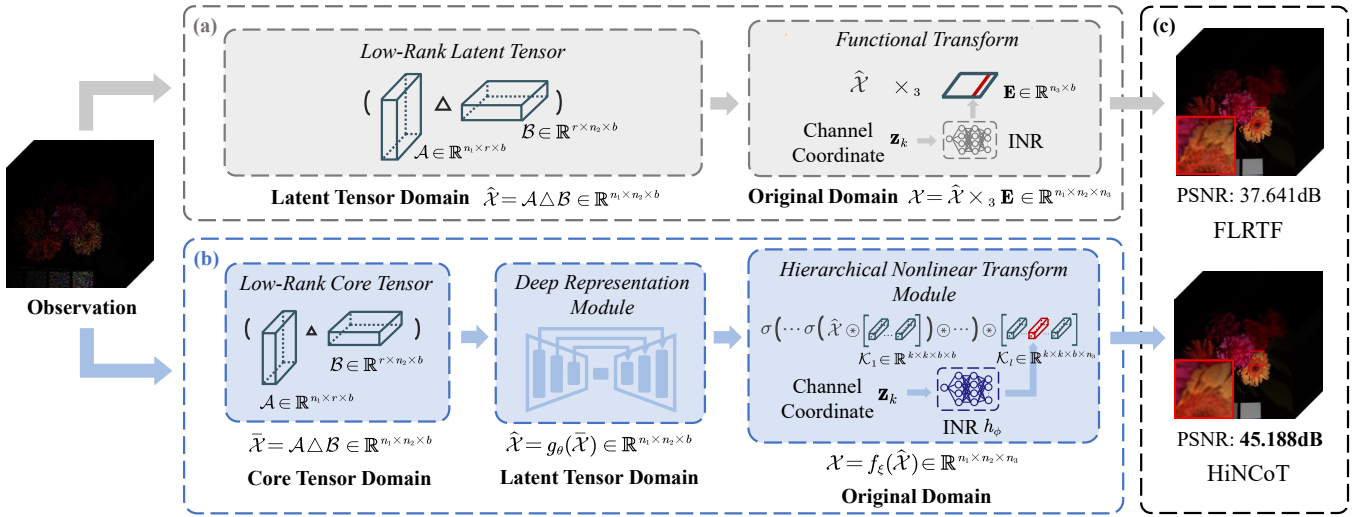 Observation
(a)
Low-Rank Latent Tensor
( △ )
𝒜 ∈ ℝ^{n₁×r×b}
ℬ ∈ ℝ^{r×n₂×b}
Latent Tensor Domain 𝒳̂ = 𝒜△ℬ ∈ ℝ^{n₁×n₂×b}
Functional Transform
𝒳̂ ×₃ 𝐄 ∈ ℝ^{n₃×b}
Channel
Coordinate 𝐳ₖ INR
Original Domain 𝒳 = 𝒳̂ ×₃ 𝐄 ∈ ℝ^{n₁×n₂×n₃}
(b)
Low-Rank Core Tensor
( △ )
ℬ ∈ ℝ^{r×n₂×b}
𝒜 ∈ ℝ^{n₁×r×b}
𝒳̄ = 𝒜△ℬ ∈ ℝ^{n₁×n₂×b}
Core Tensor Domain
Deep Representation
Module
𝒳̂ = g_θ(𝒳̄) ∈ ℝ^{n₁×n₂×b}
Latent Tensor Domain
Hierarchical Nonlinear Transform
Module
σ(⋯σ(𝒳̂ ⊛ [ ... ]) ⊛ ⋯) ⊛ [ ... ... ]
𝒦₁ ∈ ℝ^{k×k×b×b} 𝒦_l ∈ ℝ^{k×k×b×n₃}
Channel
Coordinate 𝐳ₖ
INR h_ϕ
𝒳 = f_ξ(𝒳̂) ∈ ℝ^{n₁×n₂×n₃}
Original Domain
(c)
PSNR: 37.641dB
FLRTF
PSNR: 45.188dB
HiNCoT